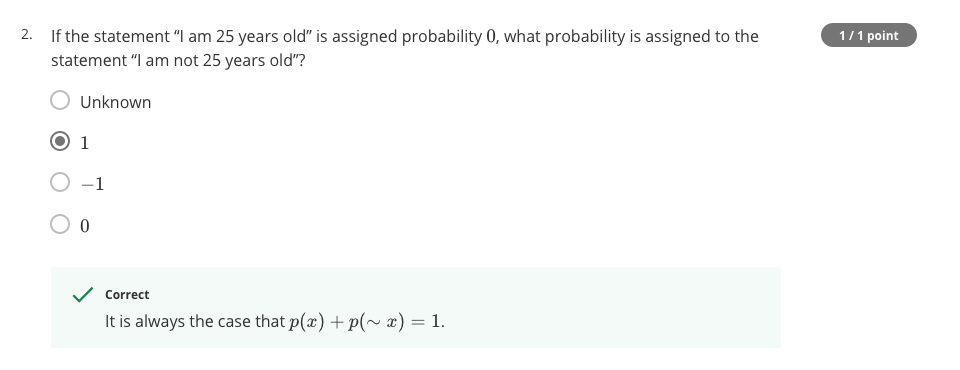 2. If the statement “I am 25 years old” is assigned probability 0, what probability is assigned to the
1 / 1 point
statement “I am not 25 years old”?
Unknown
1
−1
0
Correct
It is always the case that p(x) + p(∼ x) = 1.